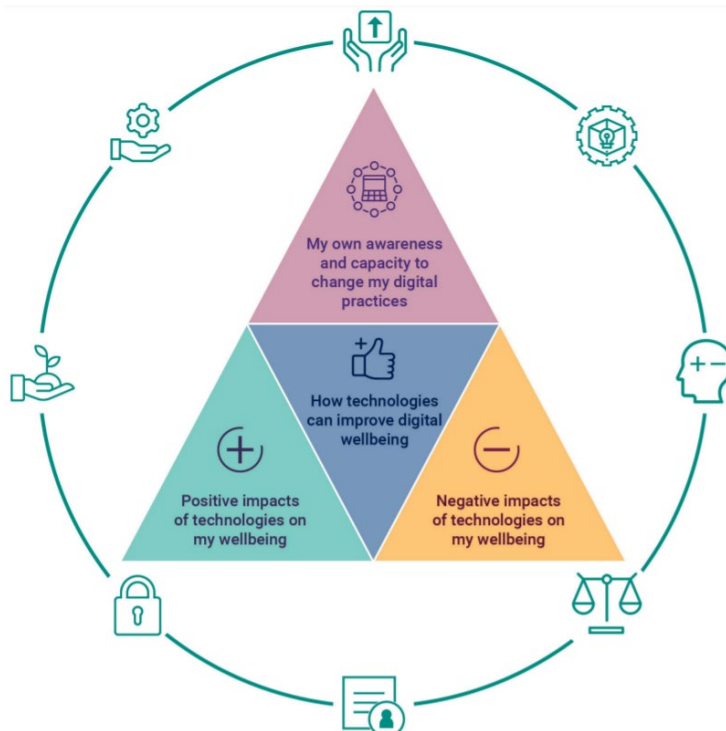 My own awareness
and capacity to
change my digital
practices
How technologies
can improve digital
wellbeing
Positive impacts
of technologies on
my wellbeing
Negative impacts
of technologies on
my wellbeing